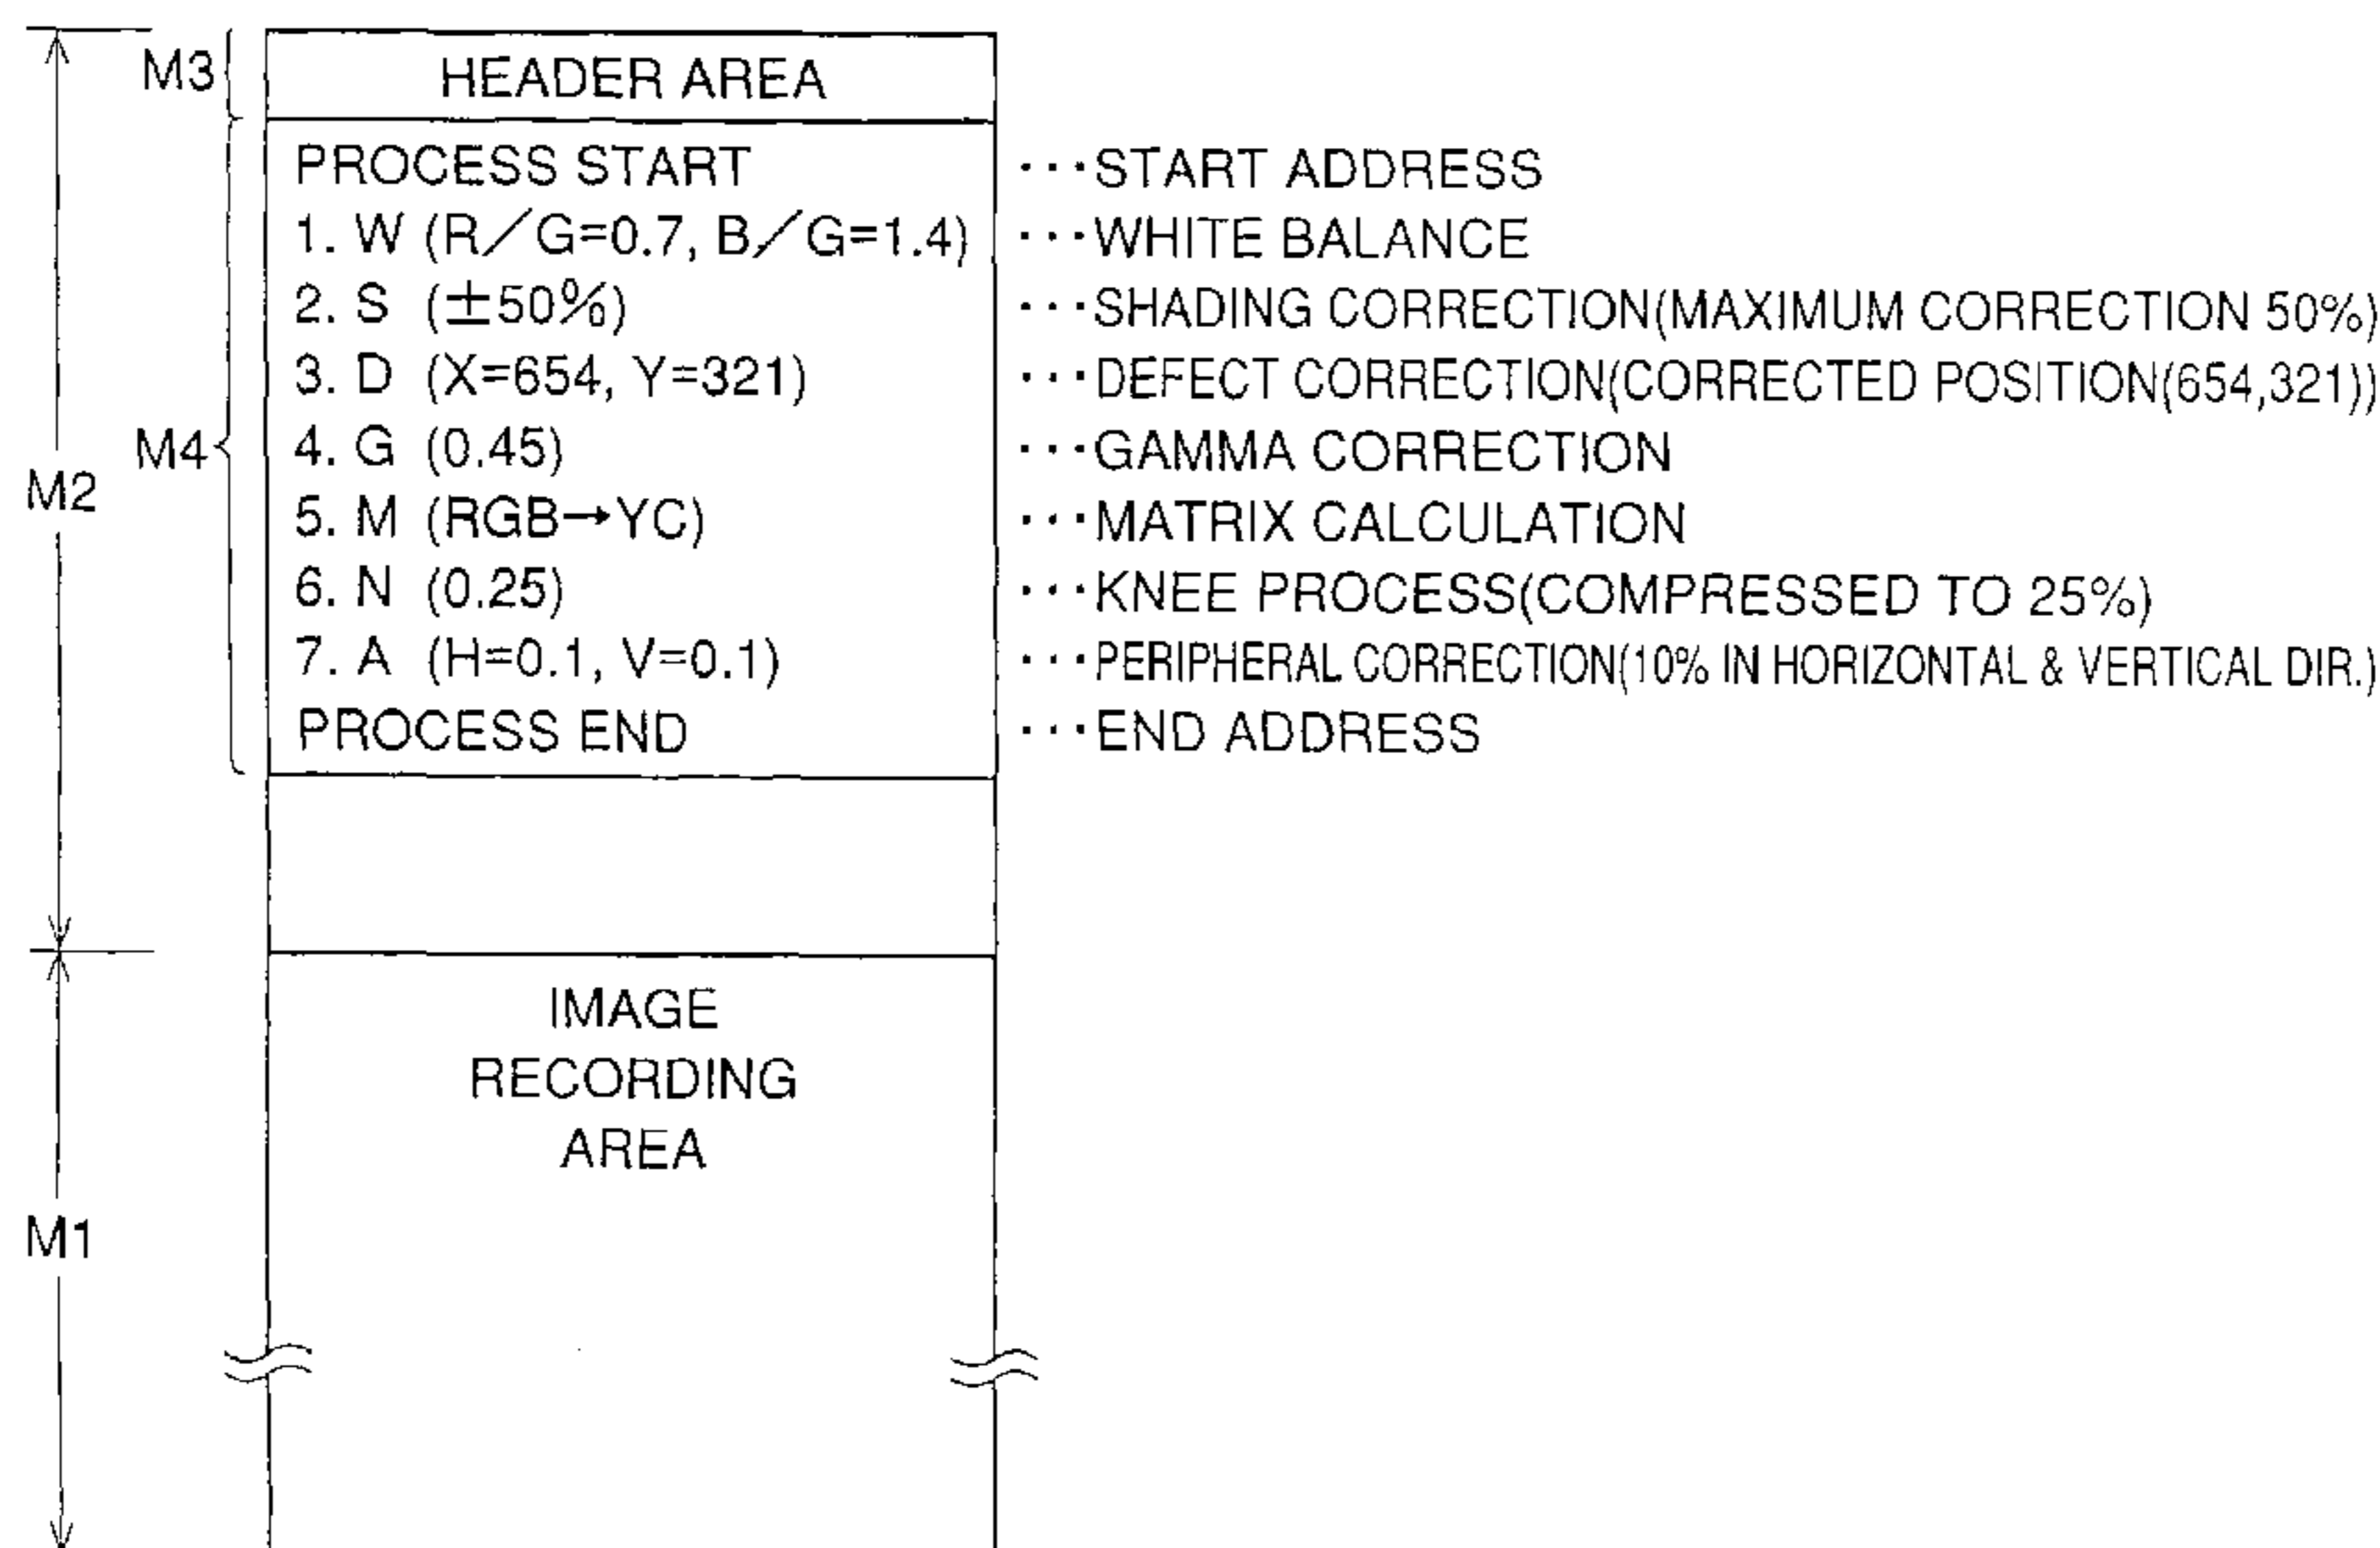 M3 HEADER AREA
PROCESS START ···START ADDRESS
1. W (R/G=0.7, B/G=1.4) ···WHITE BALANCE
2. S (±50%) ···SHADING CORRECTION(MAXIMUM CORRECTION 50%)
3. D (X=654, Y=321) ···DEFECT CORRECTION(CORRECTED POSITION(654,321))
M4 4. G (0.45) ···GAMMA CORRECTION
M2 5. M (RGB→YC) ···MATRIX CALCULATION
6. N (0.25) ···KNEE PROCESS(COMPRESSED TO 25%)
7. A (H=0.1, V=0.1) ···PERIPHERAL CORRECTION(10% IN HORIZONTAL & VERTICAL DIR.)
PROCESS END ···END ADDRESS
IMAGE
RECORDING
AREA
M1